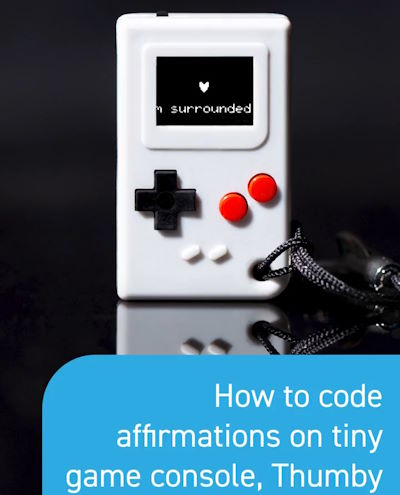 m surrounded
How to code
affirmations on tiny
game console, Thumby